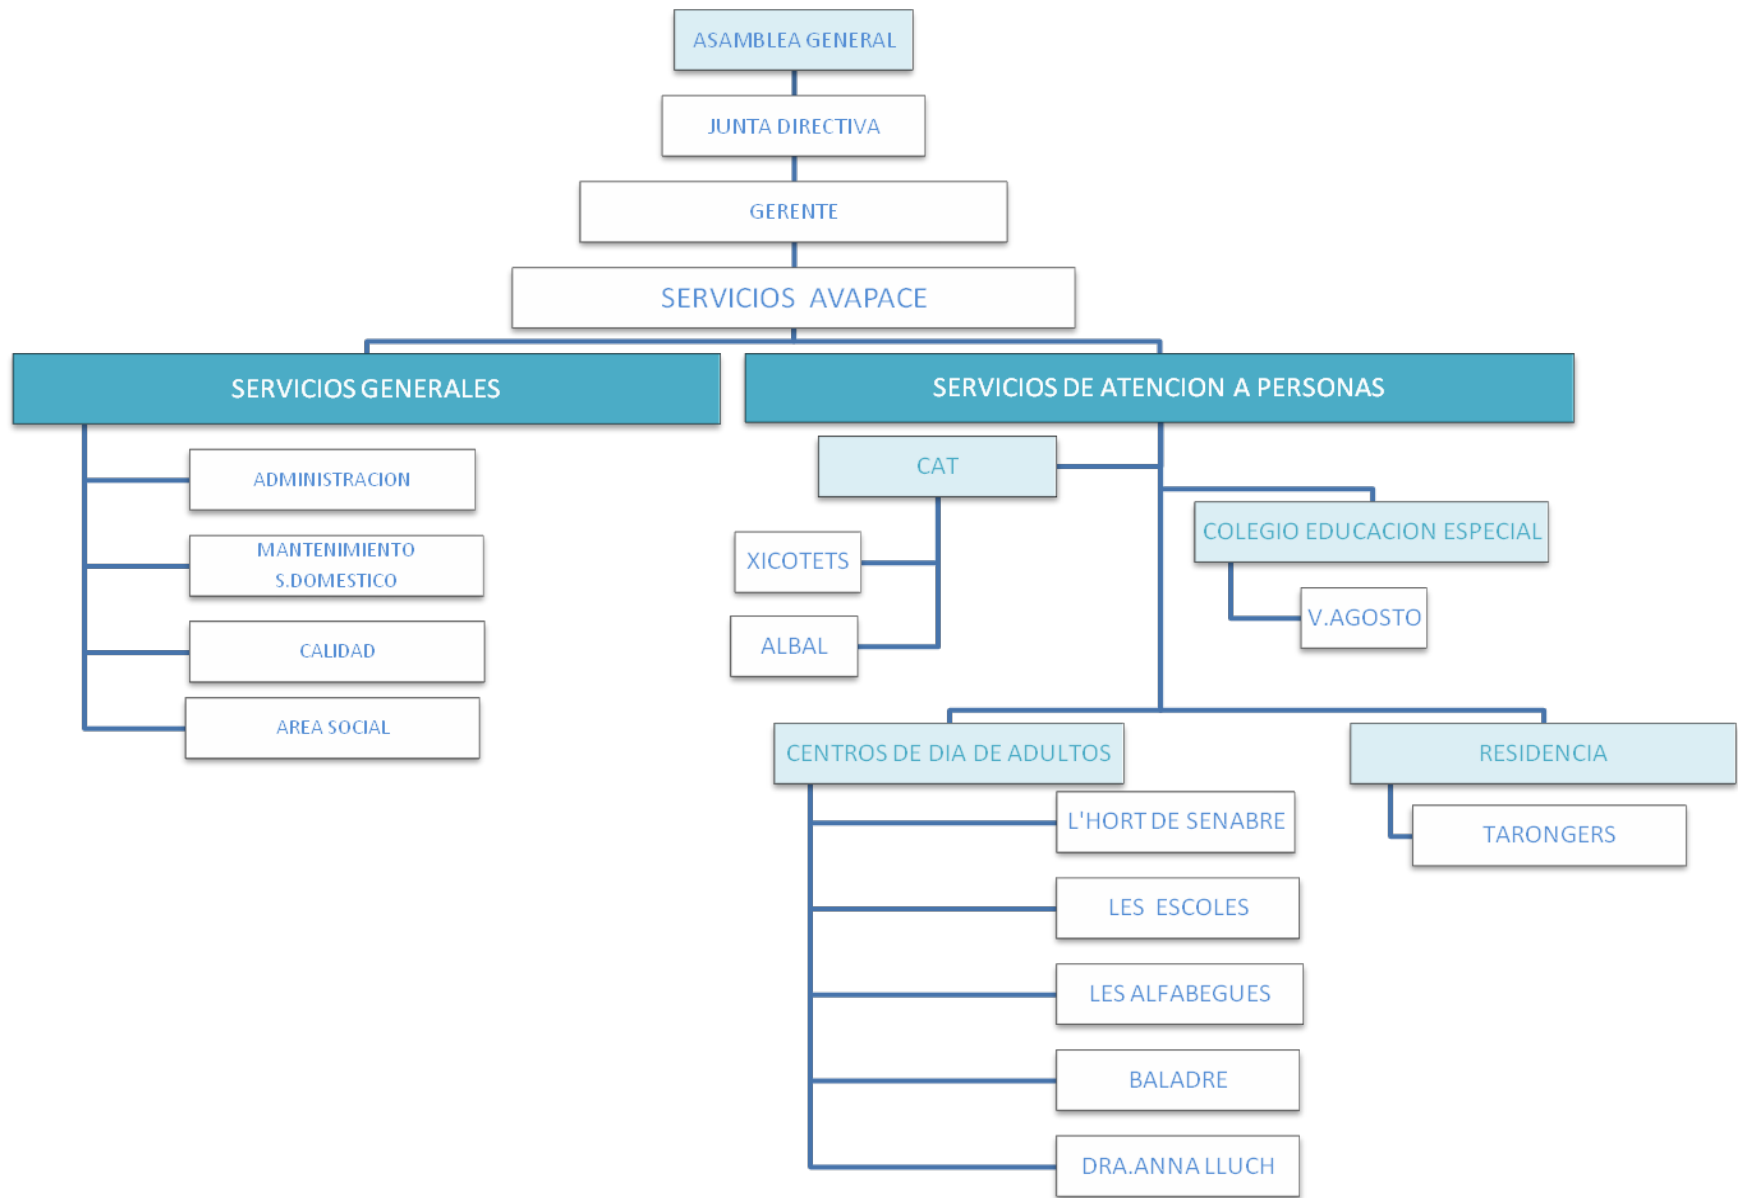 ASAMBLEA GENERAL
JUNTA DIRECTIVA
GERENTE
SERVICIOS AVAPACE
SERVICIOS GENERALES
ADMINISTRACION
MANTENIMIENTO
S.DOMESTICO
CALIDAD
AREA SOCIAL
SERVICIOS DE ATENCION A PERSONAS
CAT
XICOTETS
ALBAL
COLEGIO EDUCACION ESPECIAL
V.AGOSTO
CENTROS DE DIA DE ADULTOS
L'HORT DE SENABRE
LES ESCOLES
LES ALFABEGUES
BALADRE
DRA.ANNA LLUCH
RESIDENCIA
TARONGERS